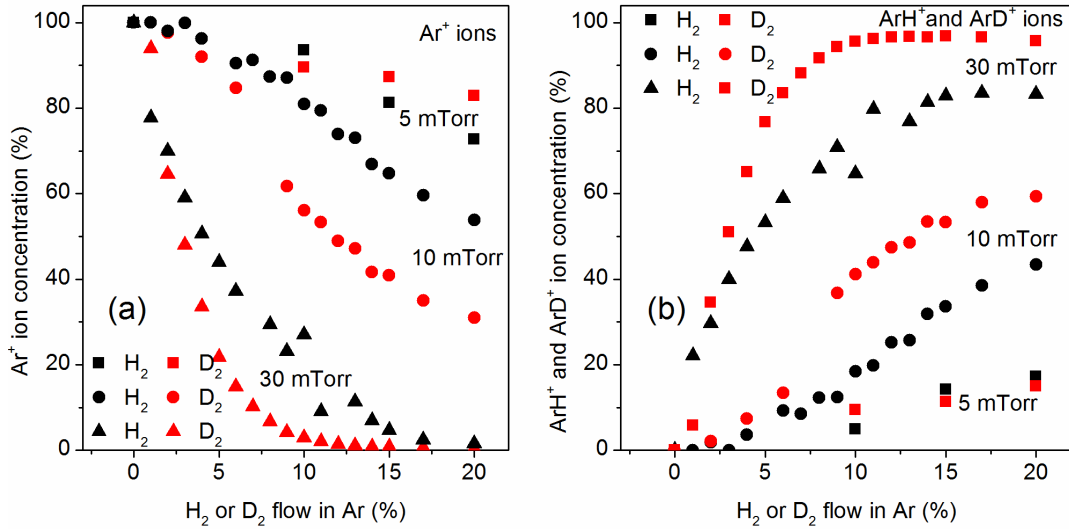 Ar⁺ ions
5 mTorr
10 mTorr
(a)
30 mTorr
H₂ D₂
H₂ D₂
H₂ D₂
100
80
60
40
20
0
0 5 10 15 20
Ar⁺ ion concentration (%)
H₂ or D₂ flow in Ar (%)
H₂ D₂ ArH⁺and ArD⁺ ions
H₂ D₂
H₂ D₂
30 mTorr
10 mTorr
(b)
5 mTorr
100
80
60
40
20
0
0 5 10 15 20
ArH⁺ and ArD⁺ ion concentration (%)
H₂ or D₂ flow in Ar (%)